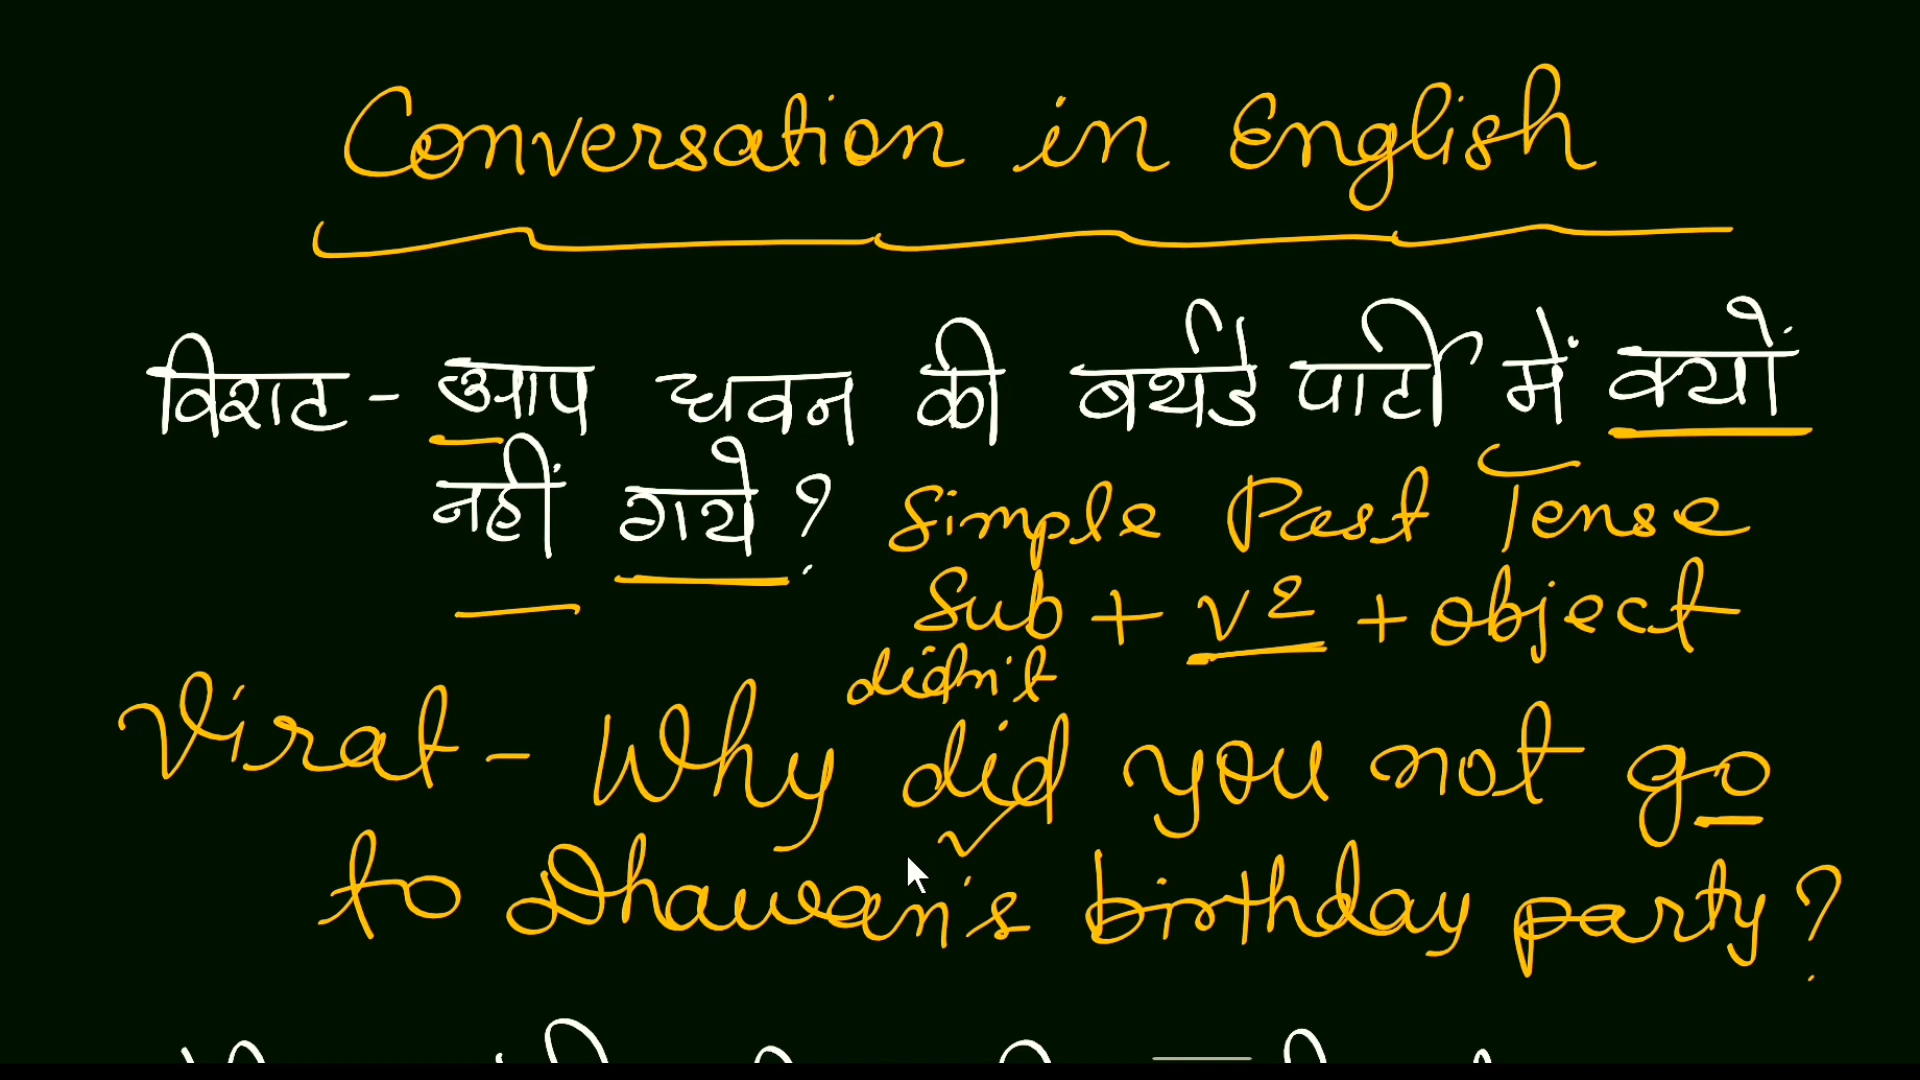 Conversation in English
विराट - आप धवन की बर्थडे पार्टी में क्यों
नहीं गये? Simple Past Tense
Sub + V2 + object
didn't
Virat - Why did you not go
to Dhawan's birthday party?